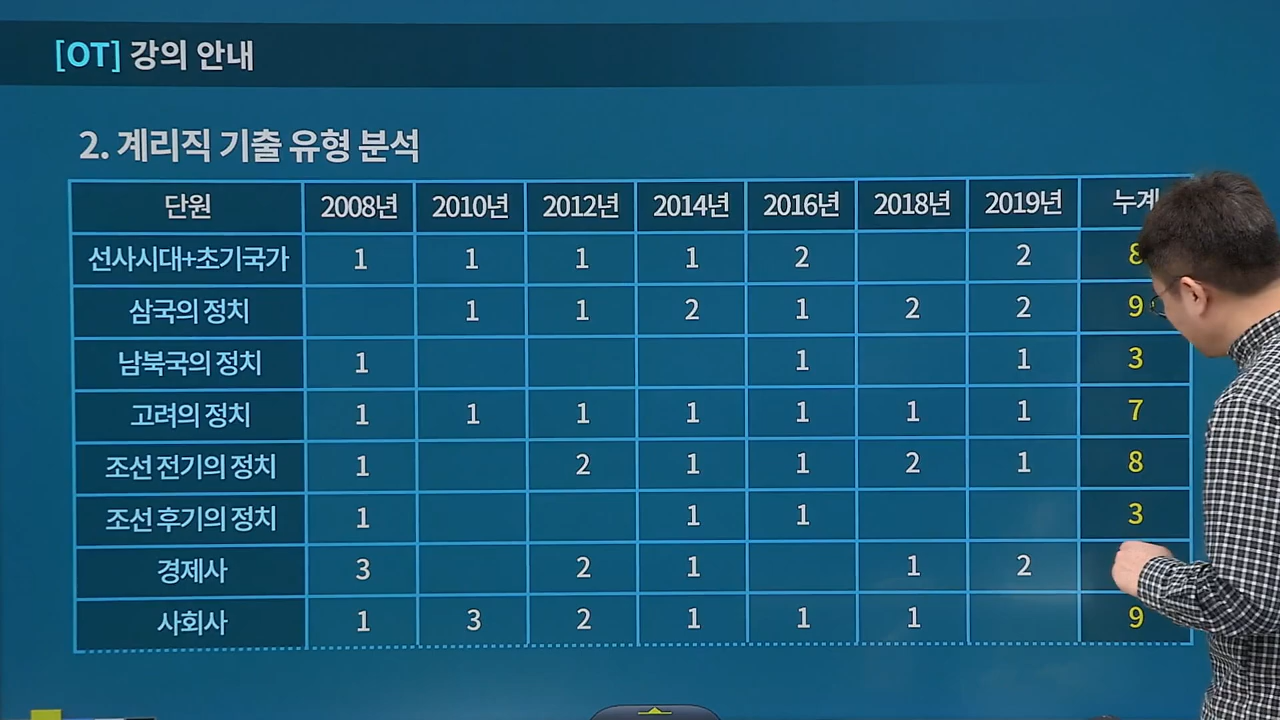 [OT] 강의 안내
2. 계리직 기출 유형 분석
단원 2008년 2010년 2012년 2014년 2016년 2018년 2019년 누계
선사시대+초기국가 1 1 1 1 2 2 8
삼국의 정치 1 1 2 1 2 2 9
남북국의 정치 1 1 1 3
고려의 정치 1 1 1 1 1 1 1 7
조선 전기의 정치 1 2 1 1 2 1 8
조선 후기의 정치 1 1 1 3
경제사 3 2 1 1 2
사회사 1 3 2 1 1 1 9